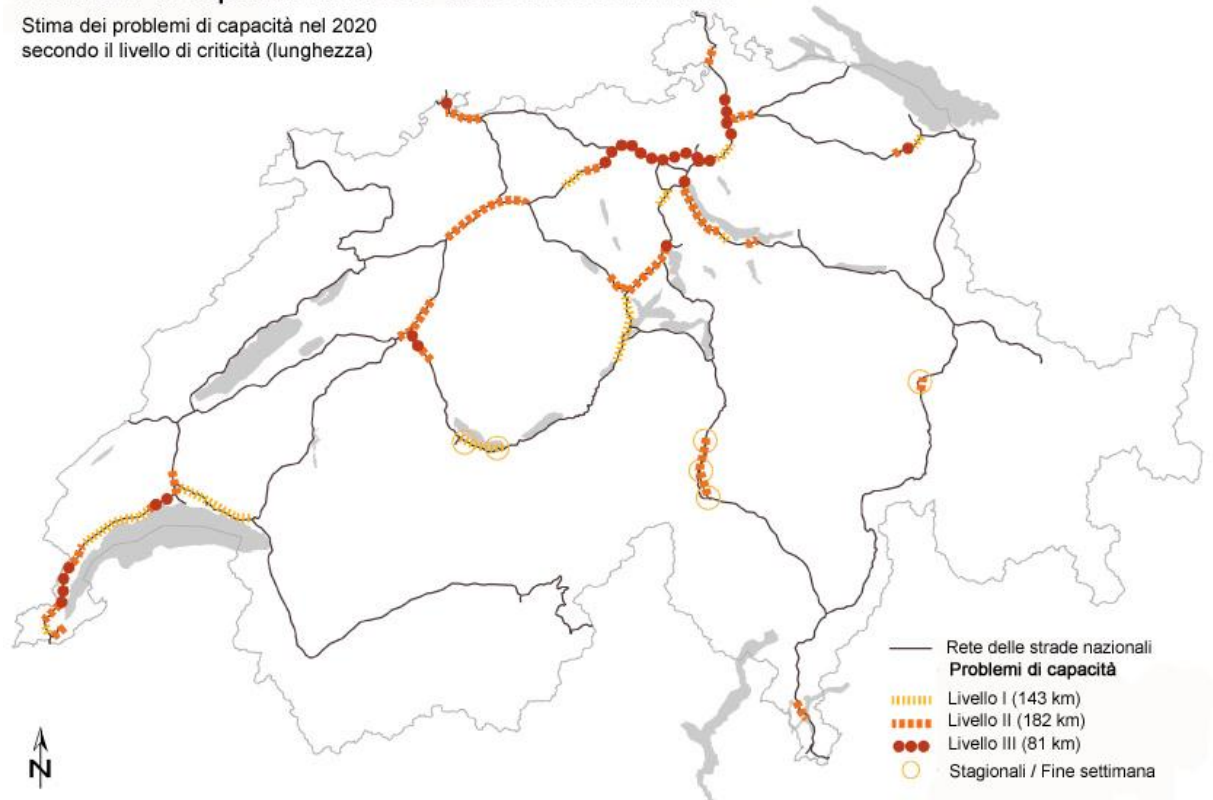 Stima dei problemi di capacità nel 2020
secondo il livello di criticità (lunghezza)
Rete delle strade nazionali
Problemi di capacità
Livello I (143 km)
Livello II (182 km)
Livello III (81 km)
Stagionali / Fine settimana
N